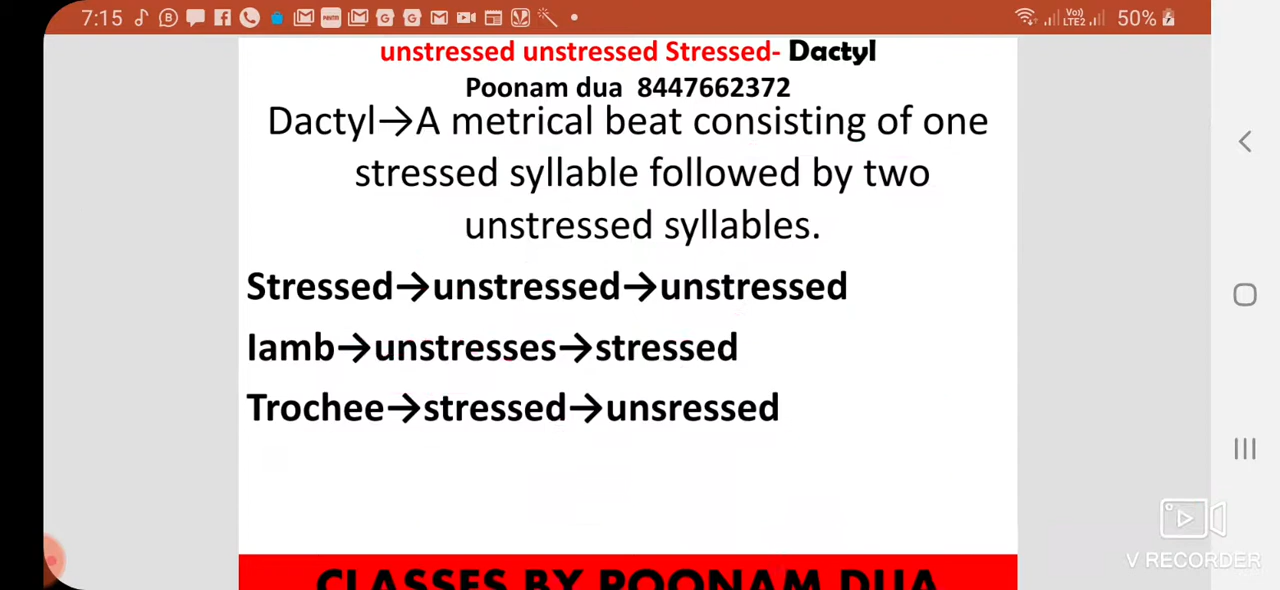 7:15 50%
unstressed unstressed Stressed- Dactyl
Poonam dua 8447662372
Dactyl→A metrical beat consisting of one
stressed syllable followed by two
unstressed syllables.
Stressed→unstressed→unstressed
Iamb→unstresses→stressed
Trochee→stressed→unsressed
V RECORDER
CLASSES BY POONAM DUA